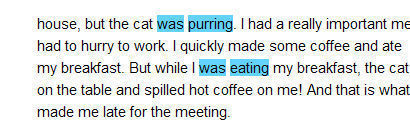 house, but the cat was purring. I had a really important me
had to hurry to work. I quickly made some coffee and ate
my breakfast. But while I was eating my breakfast, the cat
on the table and spilled hot coffee on me! And that is what
made me late for the meeting.